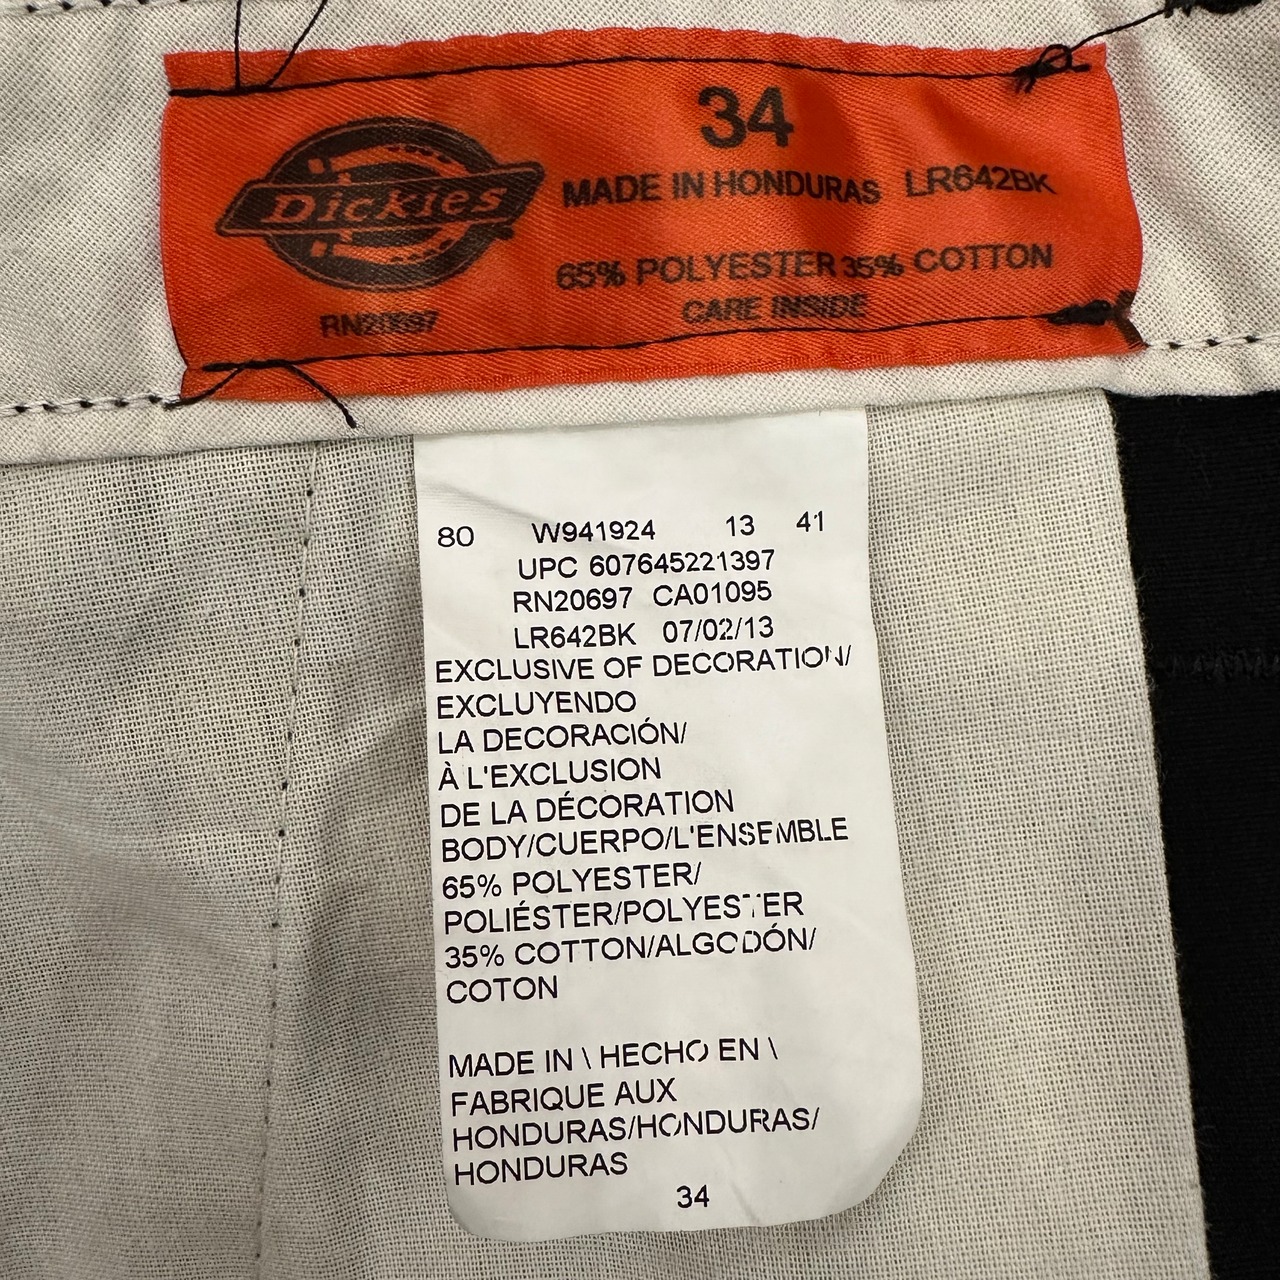 Dickies
34
MADE IN HONDURAS LR642BK
65% POLYESTER 35% COTTON
RN20697
CARE INSIDE
80 W941924 13 41
UPC 607645221397
RN20697 CA01095
LR642BK 07/02/13
EXCLUSIVE OF DECORATION/
EXCLUYENDO
LA DECORACIÓN/
À L'EXCLUSION
DE LA DÉCORATION
BODY/CUERPO/L'ENSEMBLE
65% POLYESTER/
POLIÉSTER/POLYESTER
35% COTTON/ALGODÓN/
COTON
MADE IN \ HECHO EN \
FABRIQUE AUX
HONDURAS/HONDURAS/
HONDURAS
34